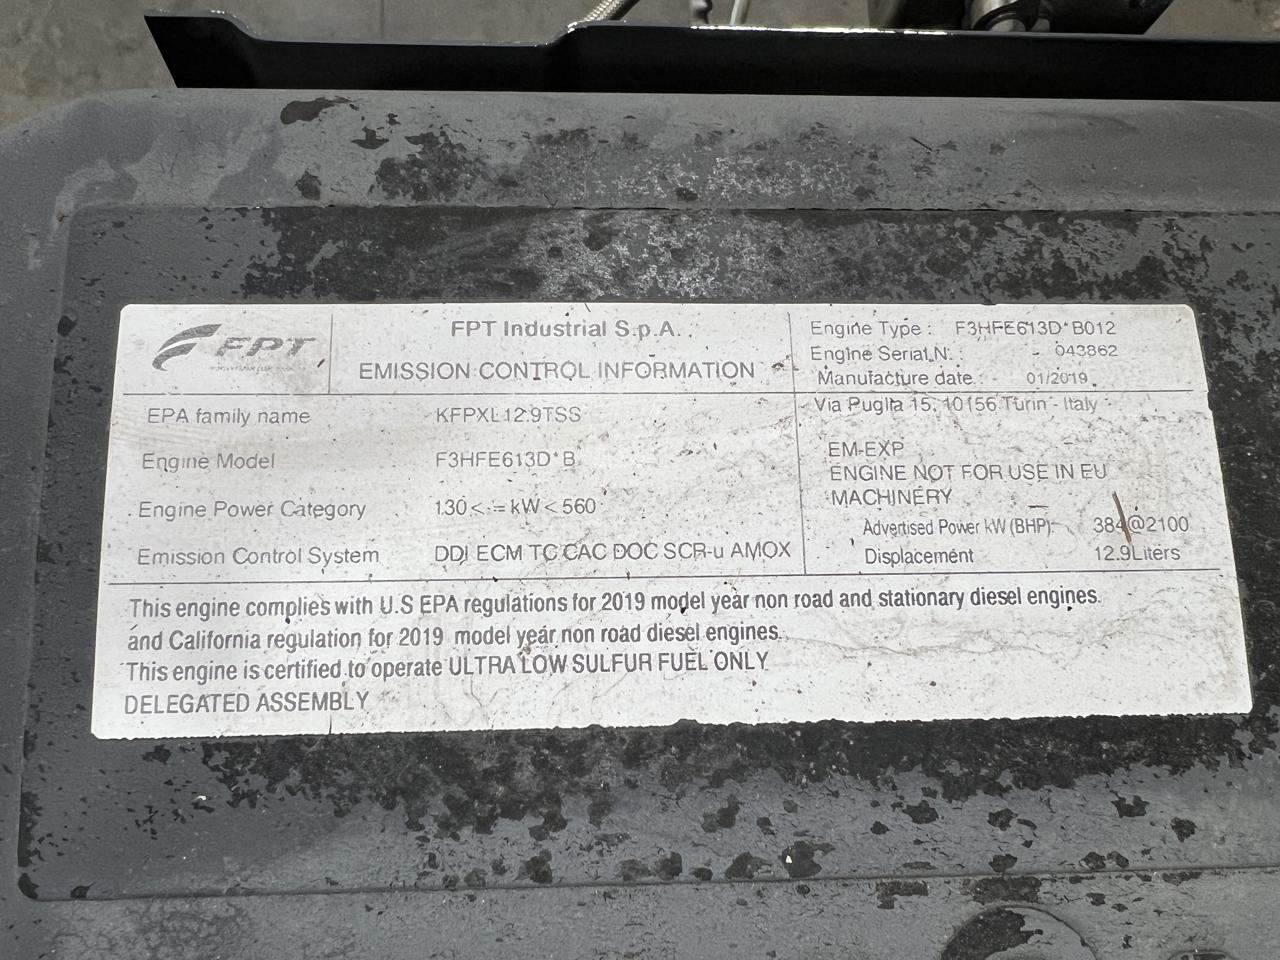 FPT
FPT Industrial S.p.A.
EMISSION CONTROL INFORMATION
Engine Type : F3HFE613D*B012
Engine Serial N. : 043862
Manufacture date : 01/2019
Via Puglia 15, 10156 Turin - Italy
EPA family name KFPXL12.9TSS
Engine Model F3HFE613D*B
Engine Power Category 130<=kW<560
Emission Control System DDI ECM TC CAC DOC SCR-u AMOX
EM-EXP
ENGINE NOT FOR USE IN EU
MACHINERY
Advertised Power kW (BHP): 384@2100
Displacement 12.9Liters
This engine complies with U.S EPA regulations for 2019 model year non road and stationary diesel engines.
and California regulation for 2019 model year non road diesel engines.
This engine is certified to operate ULTRA LOW SULFUR FUEL ONLY
DELEGATED ASSEMBLY